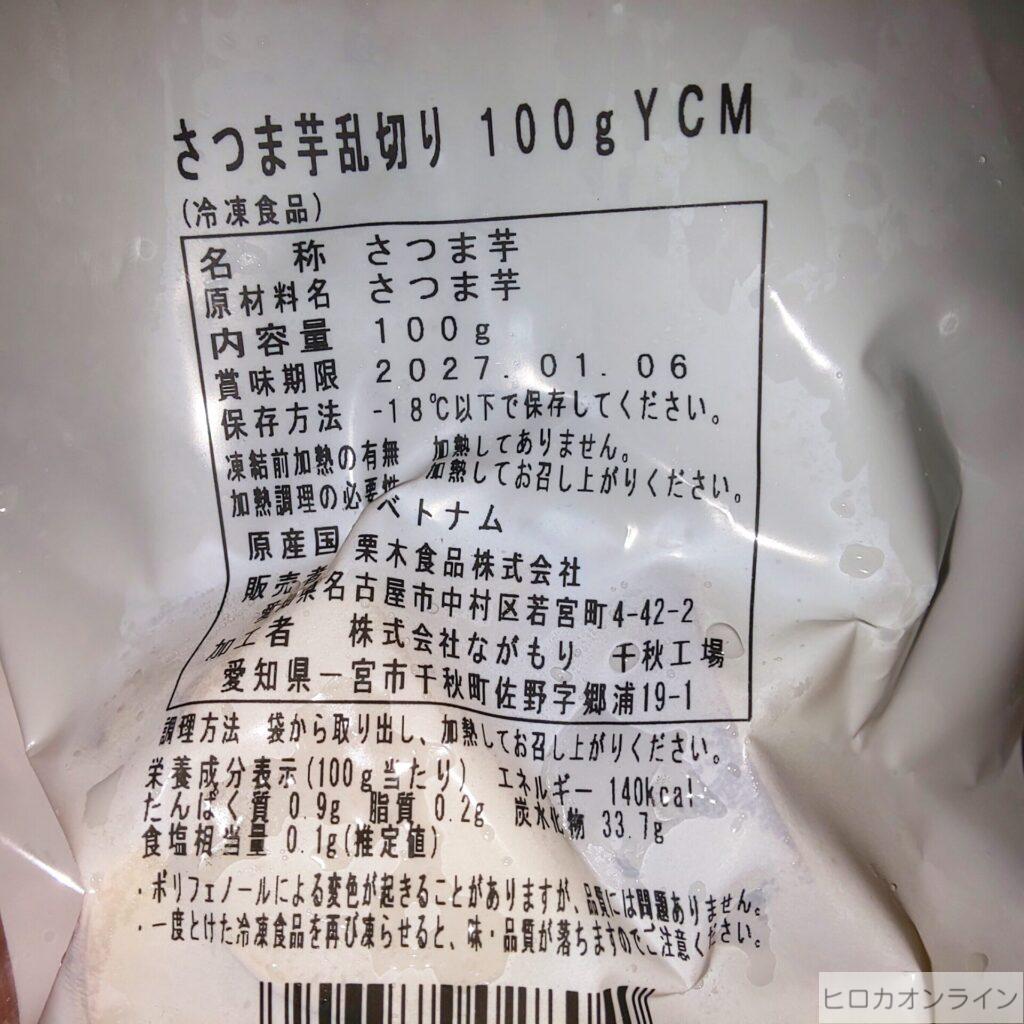 さつま芋乱切り 100gYCM
(冷凍食品)
名称 さつま芋
原材料名 さつま芋
内容量 100g
賞味期限 2027.01.06
保存方法 -18℃以下で保存してください。
凍結前加熱の有無 加熱してありません。
加熱調理の必要性 加熱してお召し上がりください。
原産国 ベトナム
販売者 栗木食品株式会社
愛知県名古屋市中村区若宮町4-42-2
加工者 株式会社ながもり 千秋工場
愛知県一宮市千秋町佐野字郷浦19-1
調理方法 袋から取り出し、加熱してお召し上がりください。
栄養成分表示(100g当たり) エネルギー 140kcal
たんぱく質 0.9g 脂質 0.2g 炭水化物 33.7g
食塩相当量 0.1g(推定値)
・ポリフェノールによる変色が起きることがありますが、品質には問題ありません。
・一度とけた冷凍食品を再び凍らせると、味・品質が落ちますのでご注意ください。
ヒロカオンライン